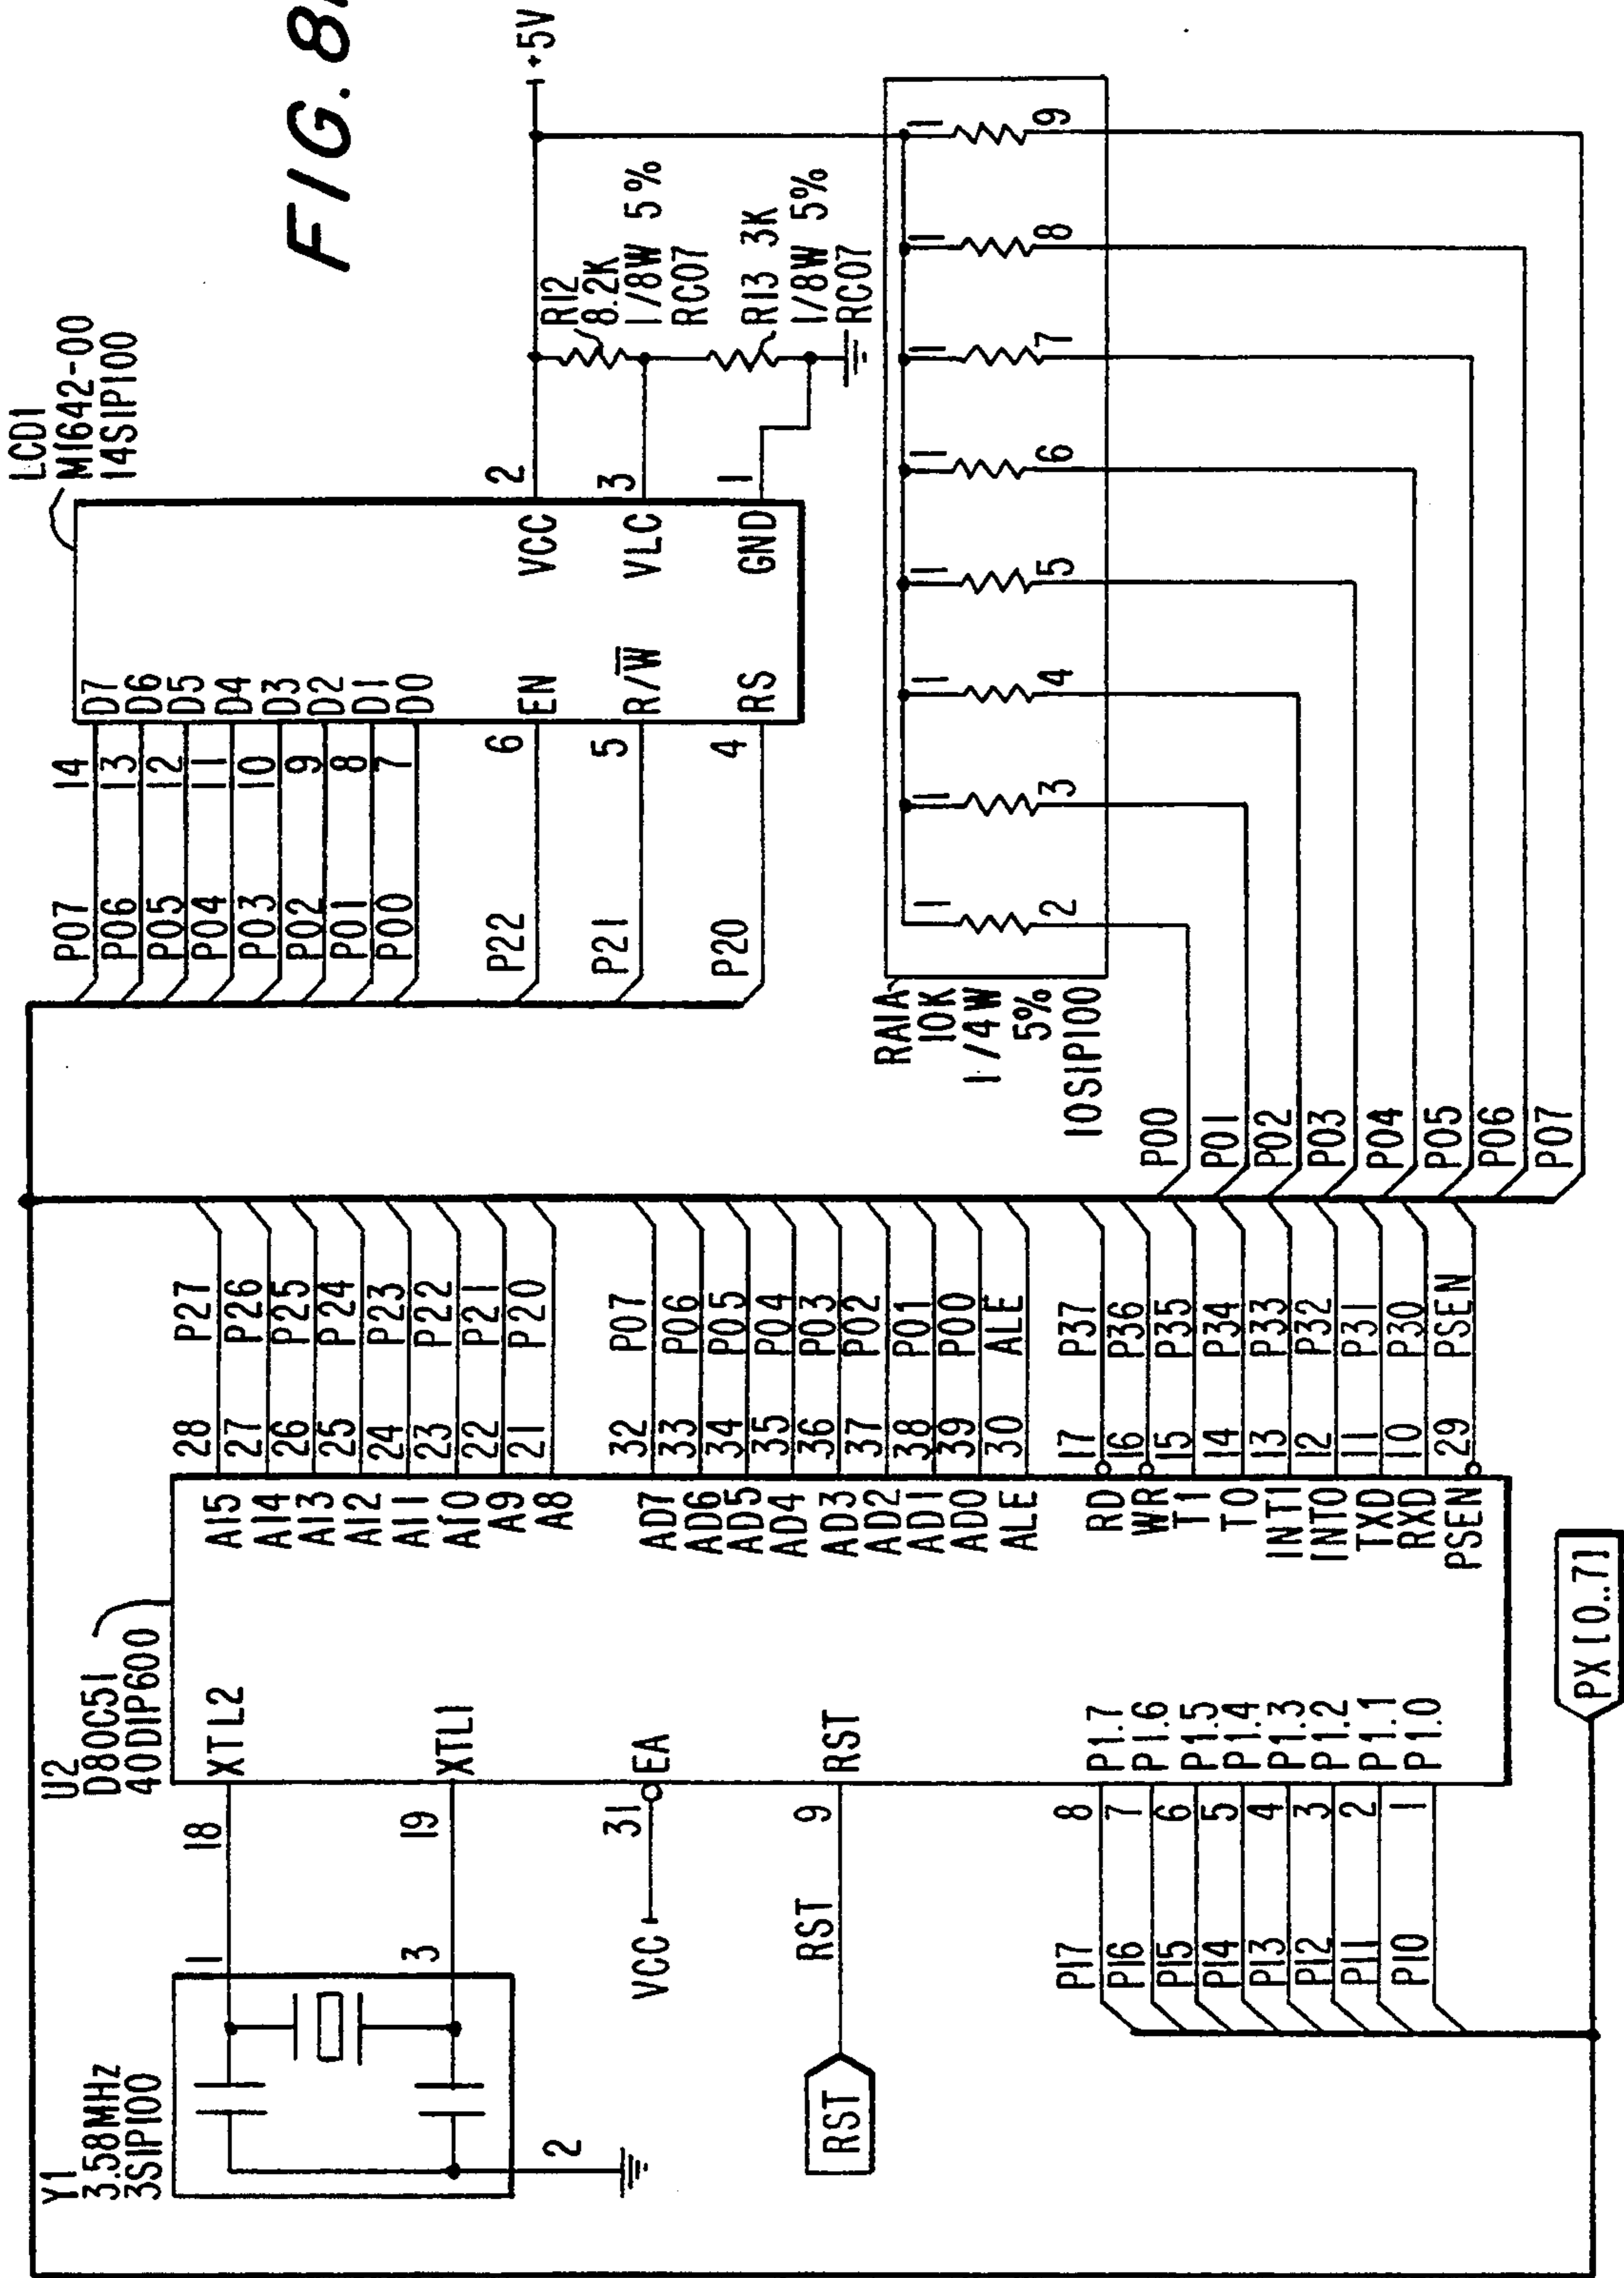 FIG. 8
LCD1
M1642-00
14SIP100
P07 14 D7
P06 13 D6
P05 12 D5
P04 11 D4
P03 10 D3
P02 9 D2
P01 8 D1
P00 7 D0
P22 6 EN
P21 5 R/W̅
P20 4 RS
VCC 2
VLC 3
GND 1
+5V
R12
8.2K
1/8W 5%
RC07
R13 3K
1/8W 5%
RC07
RA1A
10K
1/4W
5%
10SIP100
1 1 1 1 1 1 1 1
2 3 4 5 6 7 8 9
P00
P01
P02
P03
P04
P05
P06
P07
Y1
3.58MHz
3SIP100
1
3
2
U2
D80C51
40DIP600
18 XTL2
19 XTL1
VCC 31 EA
RST RST 9 RST
P17 8 P1.7
P16 7 P1.6
P15 6 P1.5
P14 5 P1.4
P13 4 P1.3
P12 3 P1.2
P11 2 P1.1
P10 1 P1.0
A15 28 P27
A14 27 P26
A13 26 P25
A12 25 P24
A11 24 P23
A10 23 P22
A9 22 P21
A8 21 P20
AD7 32 P07
AD6 33 P06
AD5 34 P05
AD4 35 P04
AD3 36 P03
AD2 37 P02
AD1 38 P01
AD0 39 P00
ALE 30 ALE
RD 17 P37
WR 16 P36
T1 15 P35
T0 14 P34
INT1 13 P33
INT0 12 P32
TXD 11 P31
RXD 10 P30
PSEN 29 PSEN
PX [0..7]